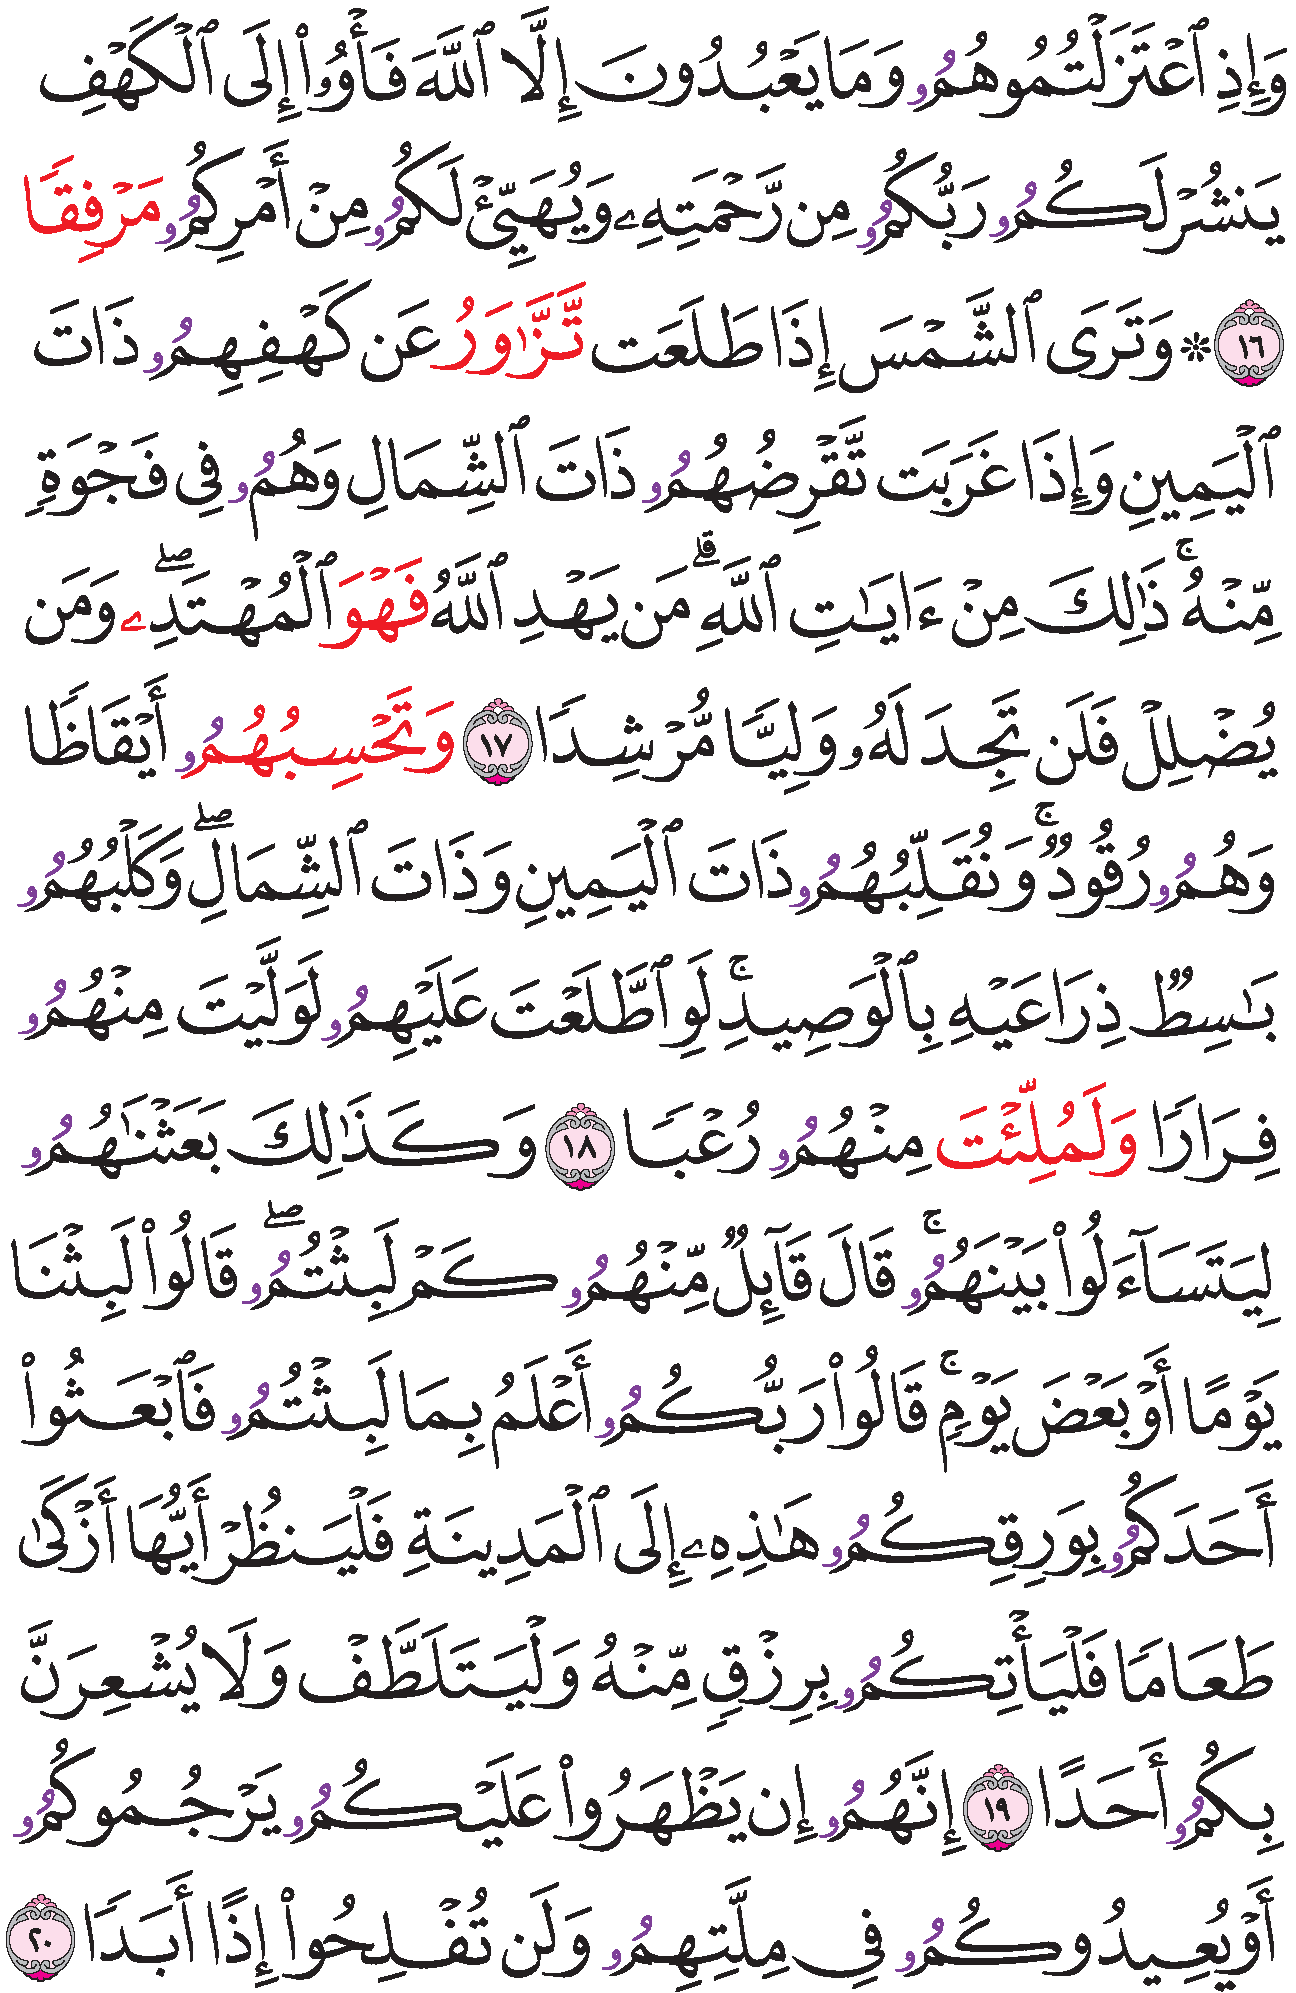 وَإِذِ ٱعۡتَزَلۡتُمُوهُمُۥ وَمَا يَعۡبُدُونَ إِلَّا ٱللَّهَ فَأۡوُۥٓاْ إِلَى ٱلۡكَهۡفِ
يَنشُرۡ لَكُمُۥ رَبُّكُمُۥ مِن رَّحۡمَتِهِۦ وَيُهَيِّئۡ لَكُمُۥ مِنۡ أَمۡرِكُمُۥ مَرۡفِقٗا
١٦ ۞ وَتَرَى ٱلشَّمۡسَ إِذَا طَلَعَت تَّزَّٰوَرُ عَن كَهۡفِهِمُۥ ذَاتَ
ٱلۡيَمِينِ وَإِذَا غَرَبَت تَّقۡرِضُهُمُۥ ذَاتَ ٱلشِّمَالِ وَهُمُۥ فِي فَجۡوَةٖ
مِّنۡهُۚ ذَٰلِكَ مِنۡ ءَايَٰتِ ٱللَّهِۗ مَن يَهۡدِ ٱللَّهُ فَهۡوَ ٱلۡمُهۡتَدِۦۖ وَمَن
يُضۡلِلۡ فَلَن تَجِدَ لَهُۥ وَلِيّٗا مُّرۡشِدٗا ١٧ وَتَحۡسِبُهُمُۥ أَيۡقَاظٗا
وَهُمُۥ رُقُودٞۚ وَنُقَلِّبُهُمُۥ ذَاتَ ٱلۡيَمِينِ وَذَاتَ ٱلشِّمَالِۖ وَكَلۡبُهُمُۥ
بَٰسِطٞ ذِرَاعَيۡهِ بِٱلۡوَصِيدِۚ لَوِ ٱطَّلَعۡتَ عَلَيۡهِمُۥ لَوَلَّيۡتَ مِنۡهُمُۥ
فِرَارٗا وَلَمُلِّئۡتَ مِنۡهُمُۥ رُعۡبٗا ١٨ وَكَذَٰلِكَ بَعَثۡنَٰهُمُۥ
لِيَتَسَآءَلُواْ بَيۡنَهُمُۥۚ قَالَ قَآئِلٞ مِّنۡهُمُۥ كَمۡ لَبِثۡتُمُۥۖ قَالُواْ لَبِثۡنَا
يَوۡمًا أَوۡ بَعۡضَ يَوۡمٖۚ قَالُواْ رَبُّكُمُۥ أَعۡلَمُ بِمَا لَبِثۡتُمُۥ فَٱبۡعَثُواْ
أَحَدَكُمُۥ بِوَرِقِكُمُۥ هَٰذِهِۦ إِلَى ٱلۡمَدِينَةِ فَلۡيَنظُرۡ أَيُّهَا أَزۡكَىٰ
طَعَامٗا فَلۡيَأۡتِكُمُۥ بِرِزۡقٖ مِّنۡهُ وَلۡيَتَلَطَّفۡ وَلَا يُشۡعِرَنَّ
بِكُمُۥ أَحَدًا ١٩ إِنَّهُمُۥ إِن يَظۡهَرُواْ عَلَيۡكُمُۥ يَرۡجُمُوكُمُۥ
أَوۡ يُعِيدُوكُمُۥ فِي مِلَّتِهِمُۥ وَلَن تُفۡلِحُواْ إِذًا أَبَدٗا ٢٠